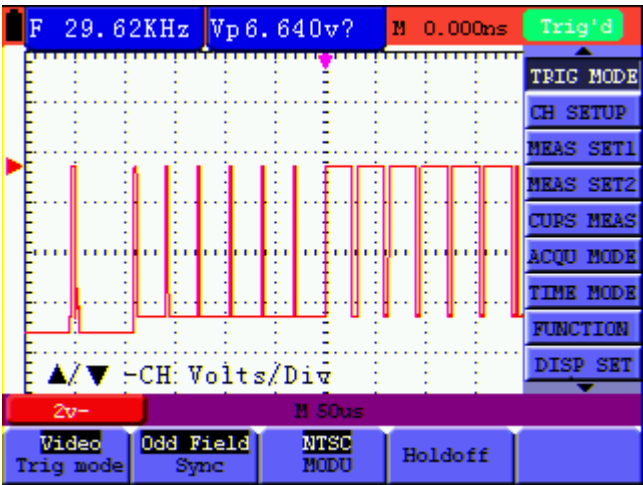 F 29.62KHz Vp6.640v? M 0.000ns Trig'd
TRIG MODE
CH SETUP
MEAS SET1
MEAS SET2
CUPS MEAS
ACQU MODE
TIME MODE
FUNCTION
DISP SET
▲/▼ -CH Volts/Div
2v- M 50us
Video Odd Field NTSC Holdoff
Trig mode Sync MODU